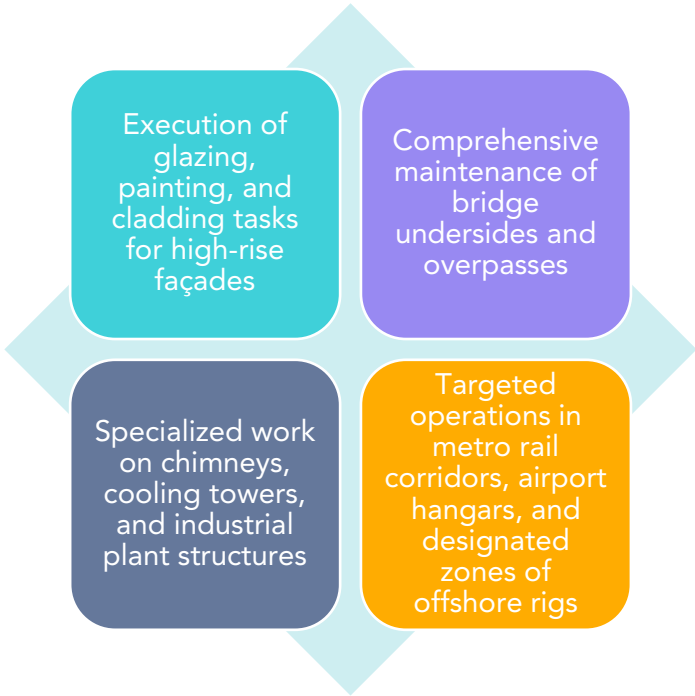 Execution of
glazing,
painting, and
cladding tasks
for high-rise
façades
Comprehensive
maintenance of
bridge
undersides and
overpasses
Specialized work
on chimneys,
cooling towers,
and industrial
plant structures
Targeted
operations in
metro rail
corridors, airport
hangars, and
designated
zones of
offshore rigs